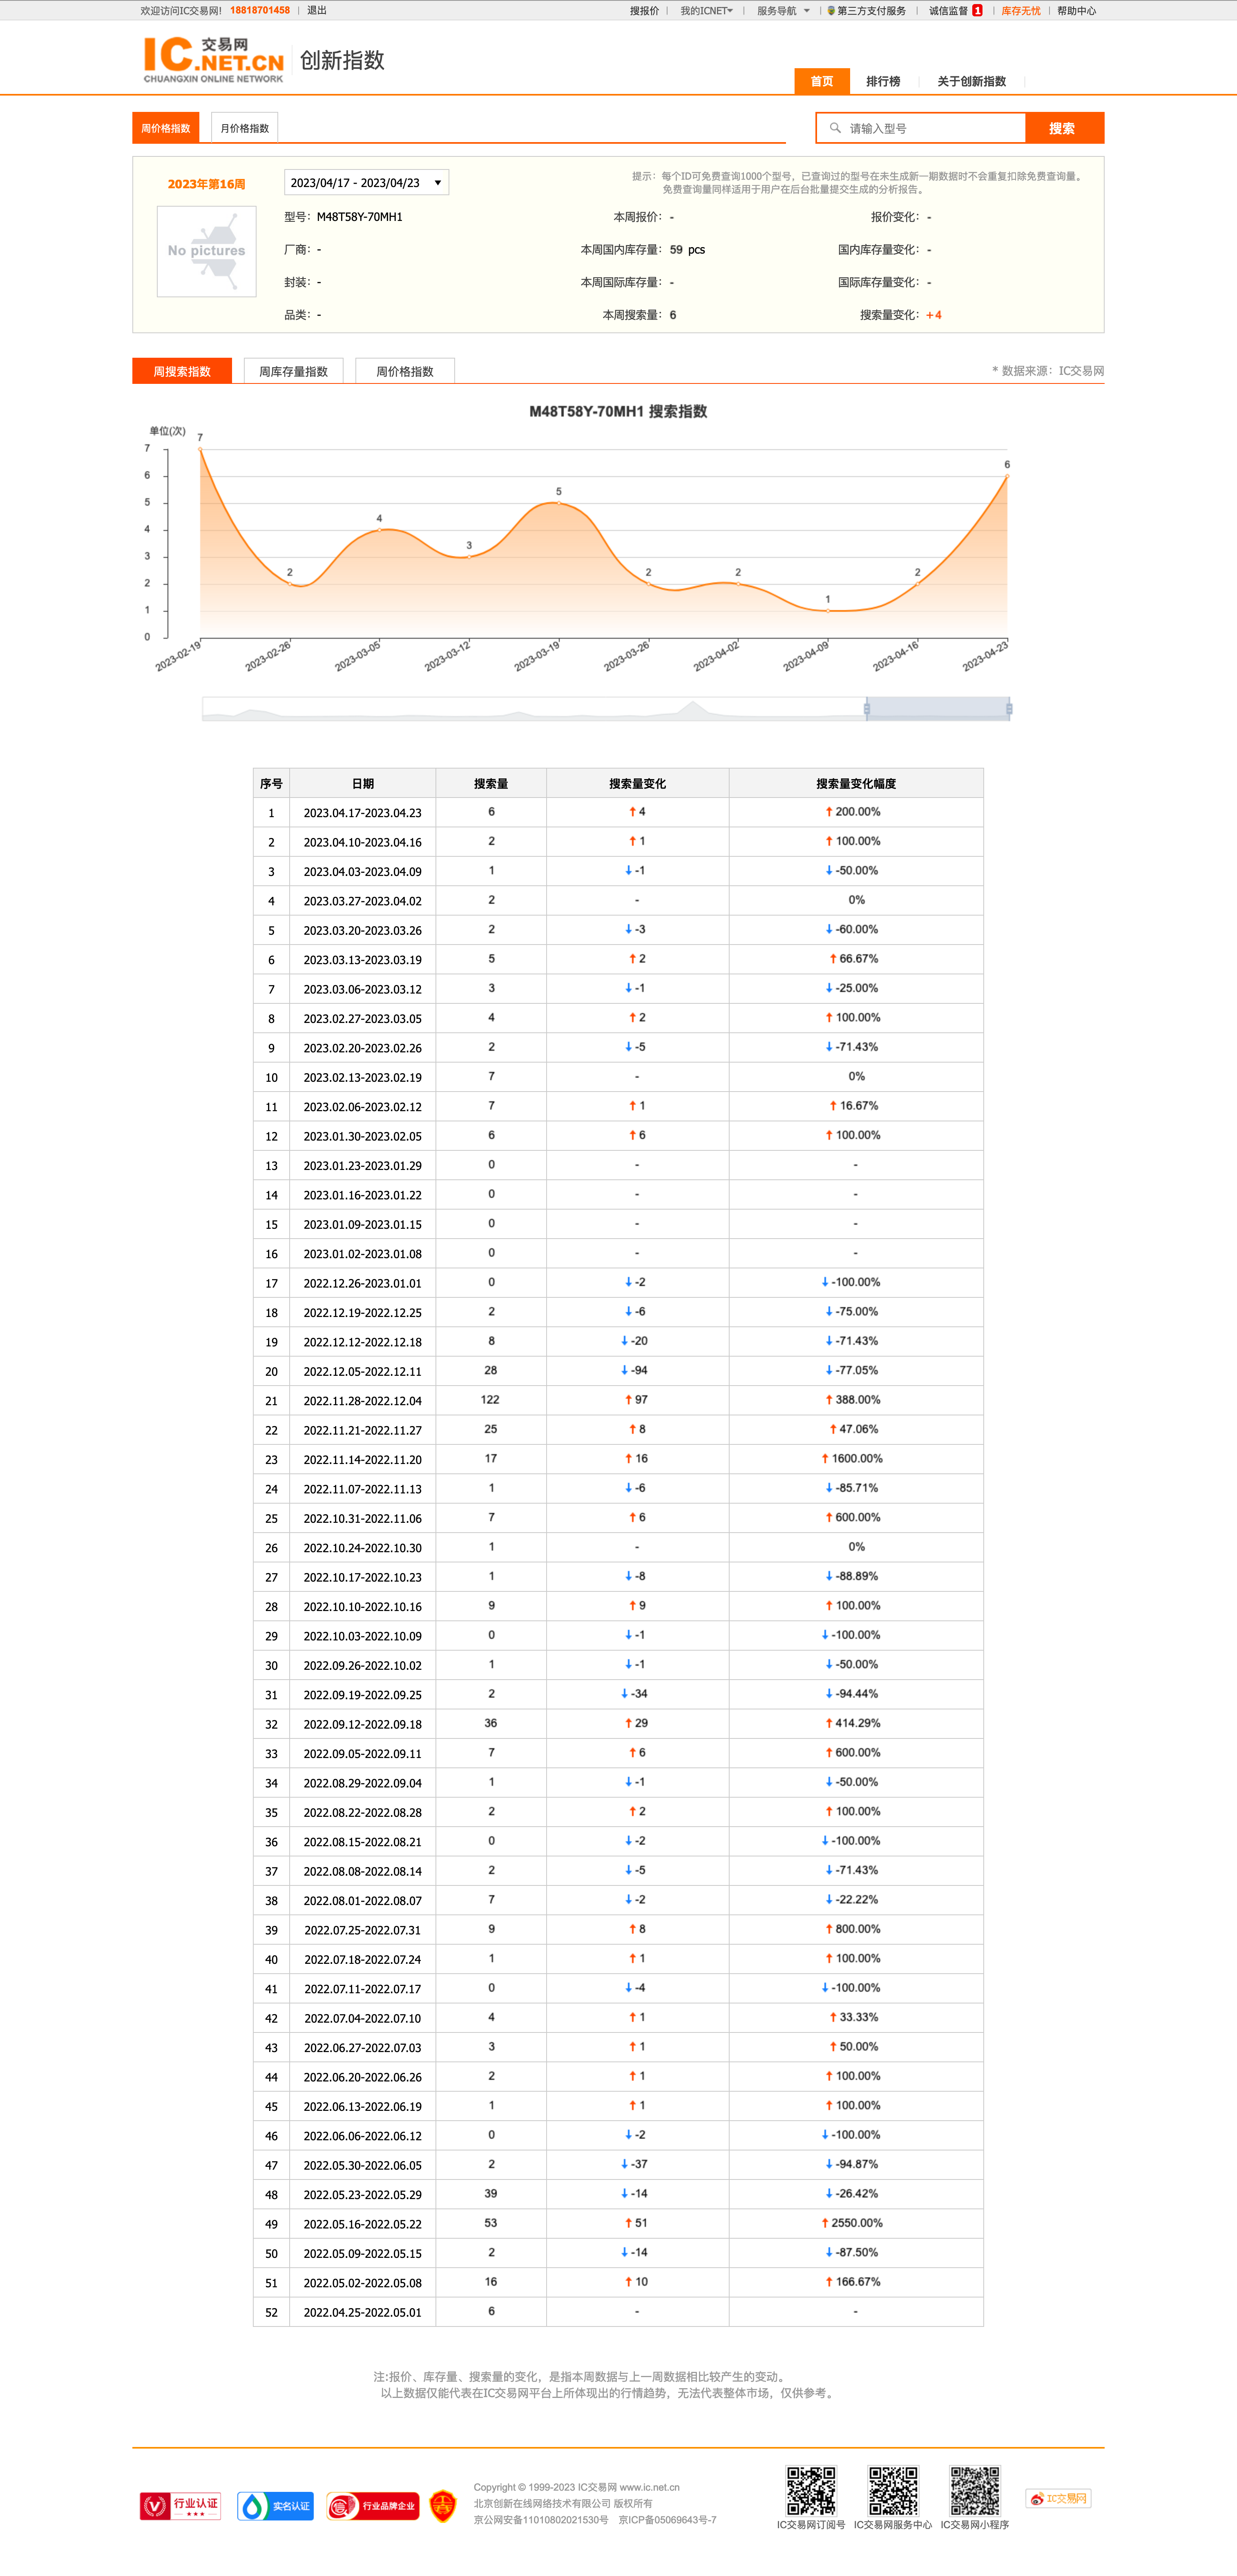 欢迎访问IC交易网! 18818701458 | 退出 搜报价 | 我的ICNET | 服务导航 | 第三方支付服务 | 诚信监督 1 | 库存无忧 | 帮助中心
IC 交易网 .NET.CN CHUANGXIN ONLINE NETWORK 创新指数
首页 排行榜 关于创新指数
周价格指数 月价格指数 请输入型号 搜索
2023年第16周 2023/04/17 - 2023/04/23
提示：每个ID可免费查询1000个型号，已查询过的型号在未生成新一期数据时不会重复扣除免费查询量。
免费查询量同样适用于用户在后台批量提交生成的分析报告。
No pictures
型号：M48T58Y-70MH1 本周报价：- 报价变化：-
厂商：- 本周国内库存量：59 pcs 国内库存量变化：-
封装：- 本周国际库存量：- 国际库存量变化：-
品类：- 本周搜索量：6 搜索量变化：+4
周搜索指数 周库存量指数 周价格指数 * 数据来源：IC交易网
M48T58Y-70MH1 搜索指数
单位(次)
7
6
5
4
3
2
1
0
7 2 4 3 5 2 2 1 2 6
2023-02-19 2023-02-26 2023-03-05 2023-03-12 2023-03-19 2023-03-26 2023-04-02 2023-04-09 2023-04-16 2023-04-23
序号 日期 搜索量 搜索量变化 搜索量变化幅度
1 2023.04.17-2023.04.23 6 ↑ 4 ↑ 200.00%
2 2023.04.10-2023.04.16 2 ↑ 1 ↑ 100.00%
3 2023.04.03-2023.04.09 1 ↓ -1 ↓ -50.00%
4 2023.03.27-2023.04.02 2 - 0%
5 2023.03.20-2023.03.26 2 ↓ -3 ↓ -60.00%
6 2023.03.13-2023.03.19 5 ↑ 2 ↑ 66.67%
7 2023.03.06-2023.03.12 3 ↓ -1 ↓ -25.00%
8 2023.02.27-2023.03.05 4 ↑ 2 ↑ 100.00%
9 2023.02.20-2023.02.26 2 ↓ -5 ↓ -71.43%
10 2023.02.13-2023.02.19 7 - 0%
11 2023.02.06-2023.02.12 7 ↑ 1 ↑ 16.67%
12 2023.01.30-2023.02.05 6 ↑ 6 ↑ 100.00%
13 2023.01.23-2023.01.29 0 - -
14 2023.01.16-2023.01.22 0 - -
15 2023.01.09-2023.01.15 0 - -
16 2023.01.02-2023.01.08 0 - -
17 2022.12.26-2023.01.01 0 ↓ -2 ↓ -100.00%
18 2022.12.19-2022.12.25 2 ↓ -6 ↓ -75.00%
19 2022.12.12-2022.12.18 8 ↓ -20 ↓ -71.43%
20 2022.12.05-2022.12.11 28 ↓ -94 ↓ -77.05%
21 2022.11.28-2022.12.04 122 ↑ 97 ↑ 388.00%
22 2022.11.21-2022.11.27 25 ↑ 8 ↑ 47.06%
23 2022.11.14-2022.11.20 17 ↑ 16 ↑ 1600.00%
24 2022.11.07-2022.11.13 1 ↓ -6 ↓ -85.71%
25 2022.10.31-2022.11.06 7 ↑ 6 ↑ 600.00%
26 2022.10.24-2022.10.30 1 - 0%
27 2022.10.17-2022.10.23 1 ↓ -8 ↓ -88.89%
28 2022.10.10-2022.10.16 9 ↑ 9 ↑ 100.00%
29 2022.10.03-2022.10.09 0 ↓ -1 ↓ -100.00%
30 2022.09.26-2022.10.02 1 ↓ -1 ↓ -50.00%
31 2022.09.19-2022.09.25 2 ↓ -34 ↓ -94.44%
32 2022.09.12-2022.09.18 36 ↑ 29 ↑ 414.29%
33 2022.09.05-2022.09.11 7 ↑ 6 ↑ 600.00%
34 2022.08.29-2022.09.04 1 ↓ -1 ↓ -50.00%
35 2022.08.22-2022.08.28 2 ↑ 2 ↑ 100.00%
36 2022.08.15-2022.08.21 0 ↓ -2 ↓ -100.00%
37 2022.08.08-2022.08.14 2 ↓ -5 ↓ -71.43%
38 2022.08.01-2022.08.07 7 ↓ -2 ↓ -22.22%
39 2022.07.25-2022.07.31 9 ↑ 8 ↑ 800.00%
40 2022.07.18-2022.07.24 1 ↑ 1 ↑ 100.00%
41 2022.07.11-2022.07.17 0 ↓ -4 ↓ -100.00%
42 2022.07.04-2022.07.10 4 ↑ 1 ↑ 33.33%
43 2022.06.27-2022.07.03 3 ↑ 1 ↑ 50.00%
44 2022.06.20-2022.06.26 2 ↑ 1 ↑ 100.00%
45 2022.06.13-2022.06.19 1 ↑ 1 ↑ 100.00%
46 2022.06.06-2022.06.12 0 ↓ -2 ↓ -100.00%
47 2022.05.30-2022.06.05 2 ↓ -37 ↓ -94.87%
48 2022.05.23-2022.05.29 39 ↓ -14 ↓ -26.42%
49 2022.05.16-2022.05.22 53 ↑ 51 ↑ 2550.00%
50 2022.05.09-2022.05.15 2 ↓ -14 ↓ -87.50%
51 2022.05.02-2022.05.08 16 ↑ 10 ↑ 166.67%
52 2022.04.25-2022.05.01 6 - -
注:报价、库存量、搜索量的变化，是指本周数据与上一周数据相比较产生的变动。
以上数据仅能代表在IC交易网平台上所体现出的行情趋势，无法代表整体市场，仅供参考。
行业认证 实名认证 行业品牌企业
Copyright © 1999-2023 IC交易网 www.ic.net.cn
北京创新在线网络技术有限公司 版权所有
京公网安备11010802021530号 京ICP备05069643号-7
IC交易网订阅号 IC交易网服务中心 IC交易网小程序
IC交易网